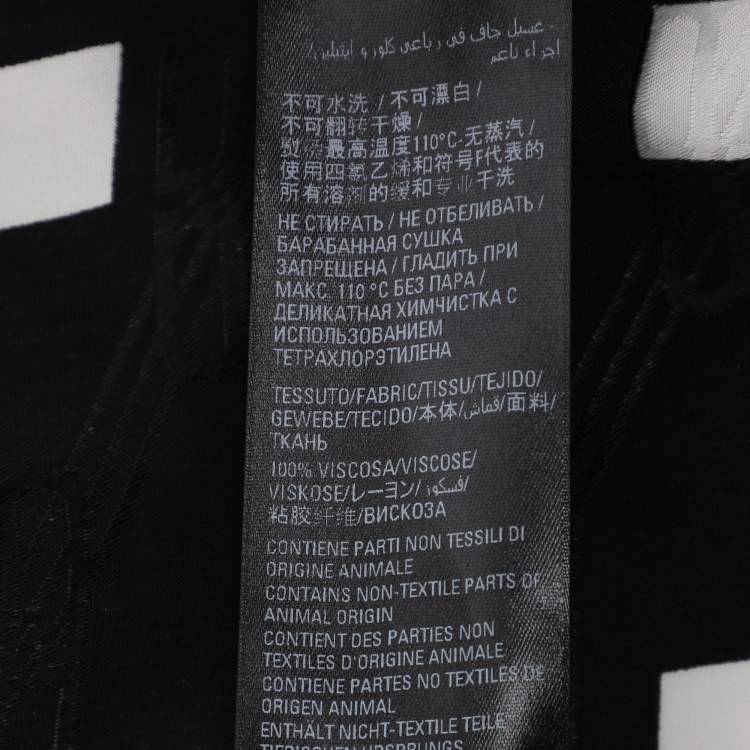 غسيل جاف في رباعي كلور و ايثيلين/
اجراء ناعم
不可水洗 / 不可漂白 /
不可翻转干燥 /
熨烫最高温度110°C-无蒸汽 /
使用四氯乙烯和符号F代表的
所有溶剂的缓和专业干洗
НЕ СТИРАТЬ / НЕ ОТБЕЛИВАТЬ /
БАРАБАННАЯ СУШКА
ЗАПРЕЩЕНА / ГЛАДИТЬ ПРИ
МАКС. 110 °C БЕЗ ПАРА /
ДЕЛИКАТНАЯ ХИМЧИСТКА С
ИСПОЛЬЗОВАНИЕМ
ТЕТРАХЛОРЭТИЛЕНА
TESSUTO/FABRIC/TISSU/TEJIDO/
GEWEBE/TECIDO/本体/قماش/面料/
ТКАНЬ
100% VISCOSA/VISCOSE/
VISKOSE/レーヨン/فسكوز/
粘胶纤维/ВИСКОЗА
CONTIENE PARTI NON TESSILI DI
ORIGINE ANIMALE
CONTAINS NON-TEXTILE PARTS OF
ANIMAL ORIGIN
CONTIENT DES PARTIES NON
TEXTILES D'ORIGINE ANIMALE
CONTIENE PARTES NO TEXTILES DE
ORIGEN ANIMAL
ENTHÄLT NICHT-TEXTILE TEILE
TIERISCHEN URSPRUNGS